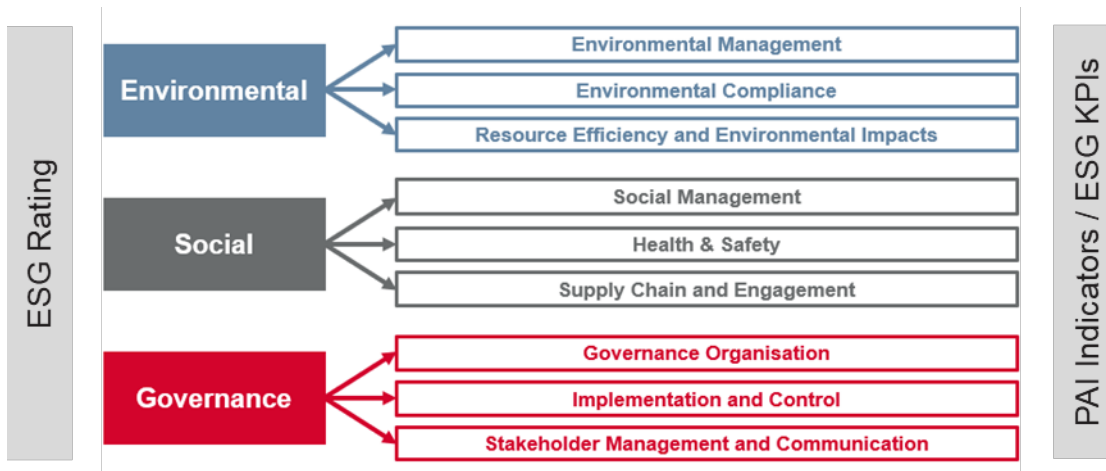 ESG Rating
Environmental
Environmental Management
Environmental Compliance
Resource Efficiency and Environmental Impacts
Social
Social Management
Health & Safety
Supply Chain and Engagement
Governance
Governance Organisation
Implementation and Control
Stakeholder Management and Communication
PAI Indicators / ESG KPIs